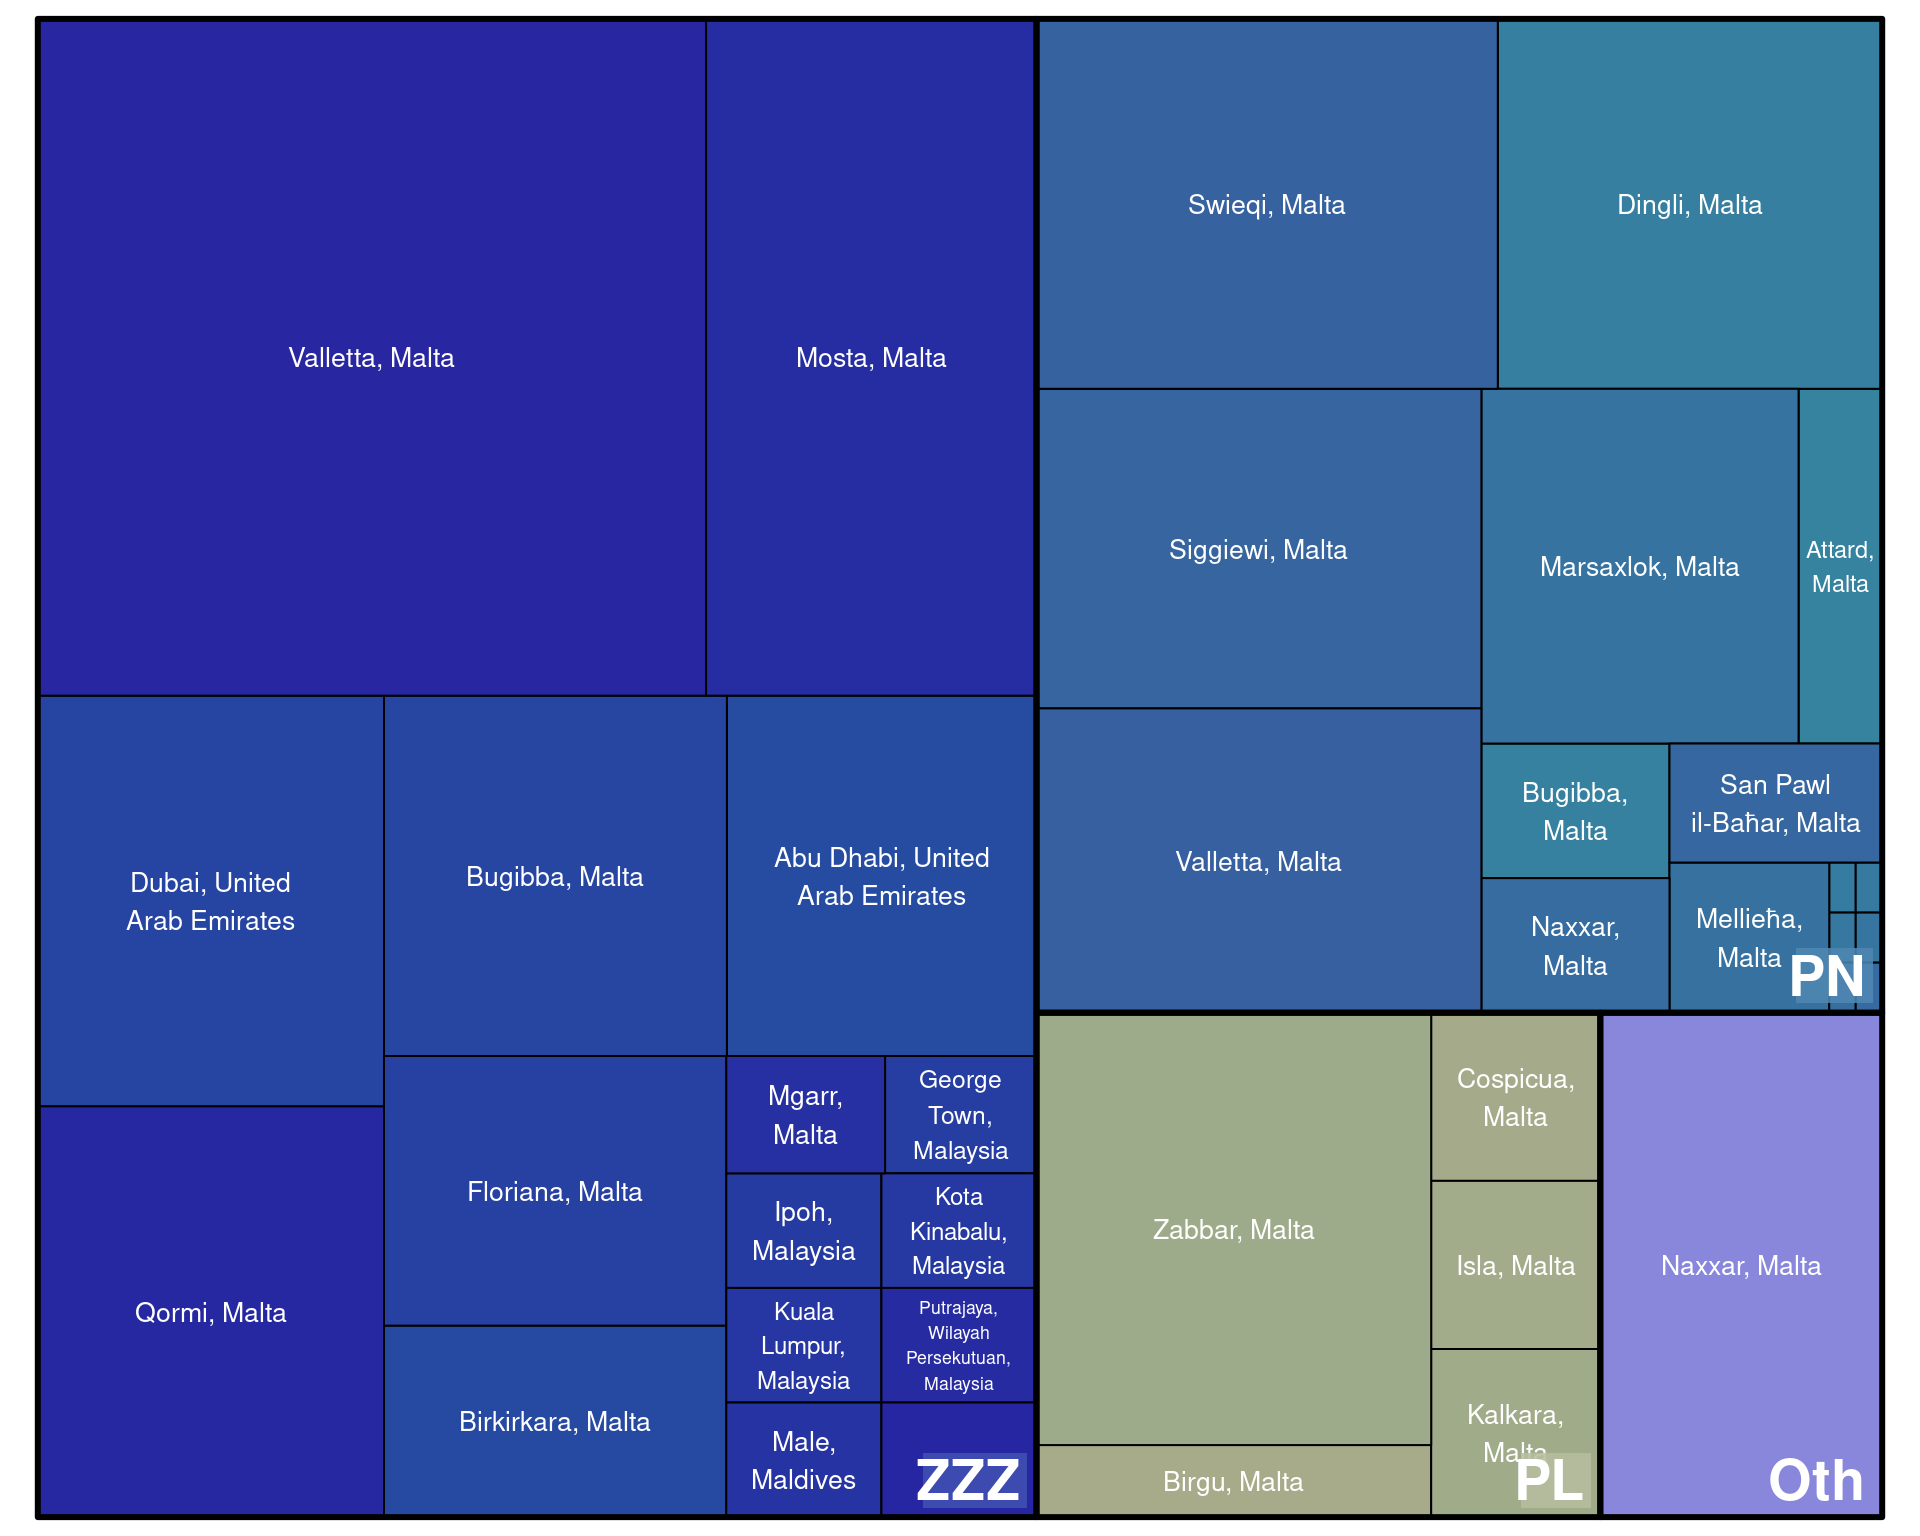 Valletta, Malta
Mosta, Malta
Dubai, United
Arab Emirates
Bugibba, Malta
Abu Dhabi, United
Arab Emirates
Qormi, Malta
Floriana, Malta
Birkirkara, Malta
Mgarr,
Malta
George
Town,
Malaysia
Ipoh,
Malaysia
Kota
Kinabalu,
Malaysia
Kuala
Lumpur,
Malaysia
Putrajaya,
Wilayah
Persekutuan,
Malaysia
Male,
Maldives
ZZZ
Swieqi, Malta
Dingli, Malta
Siggiewi, Malta
Marsaxlok, Malta
Attard,
Malta
Valletta, Malta
Bugibba,
Malta
San Pawl
il-Baħar, Malta
Naxxar,
Malta
Mellieħa,
Malta
PN
Zabbar, Malta
Cospicua,
Malta
Isla, Malta
Kalkara,
Malta
Birgu, Malta
PL
Naxxar, Malta
Oth